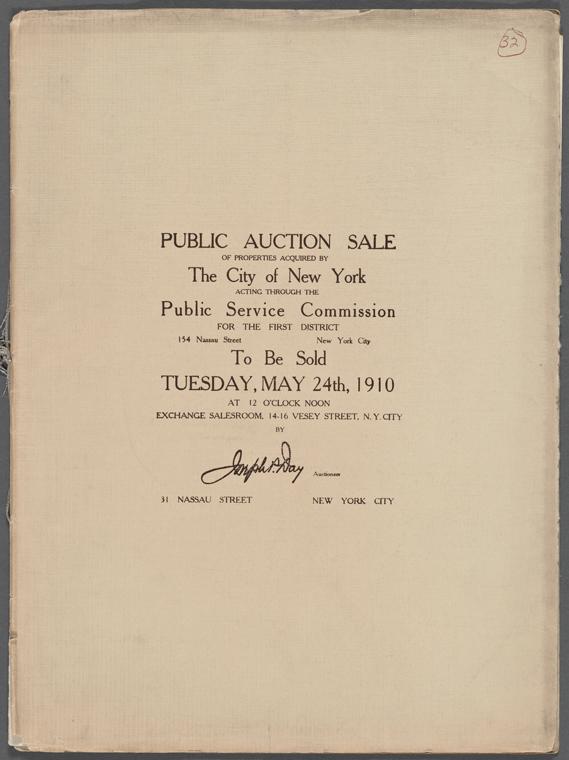 32
PUBLIC AUCTION SALE
OF PROPERTIES ACQUIRED BY
The City of New York
ACTING THROUGH THE
Public Service Commission
FOR THE FIRST DISTRICT
154 Nassau Street New York City
To Be Sold
TUESDAY, MAY 24th, 1910
AT 12 O'CLOCK NOON
EXCHANGE SALESROOM, 14-16 VESEY STREET, N.Y. CITY
BY
Joseph P. Day Auctioneer
31 NASSAU STREET NEW YORK CITY